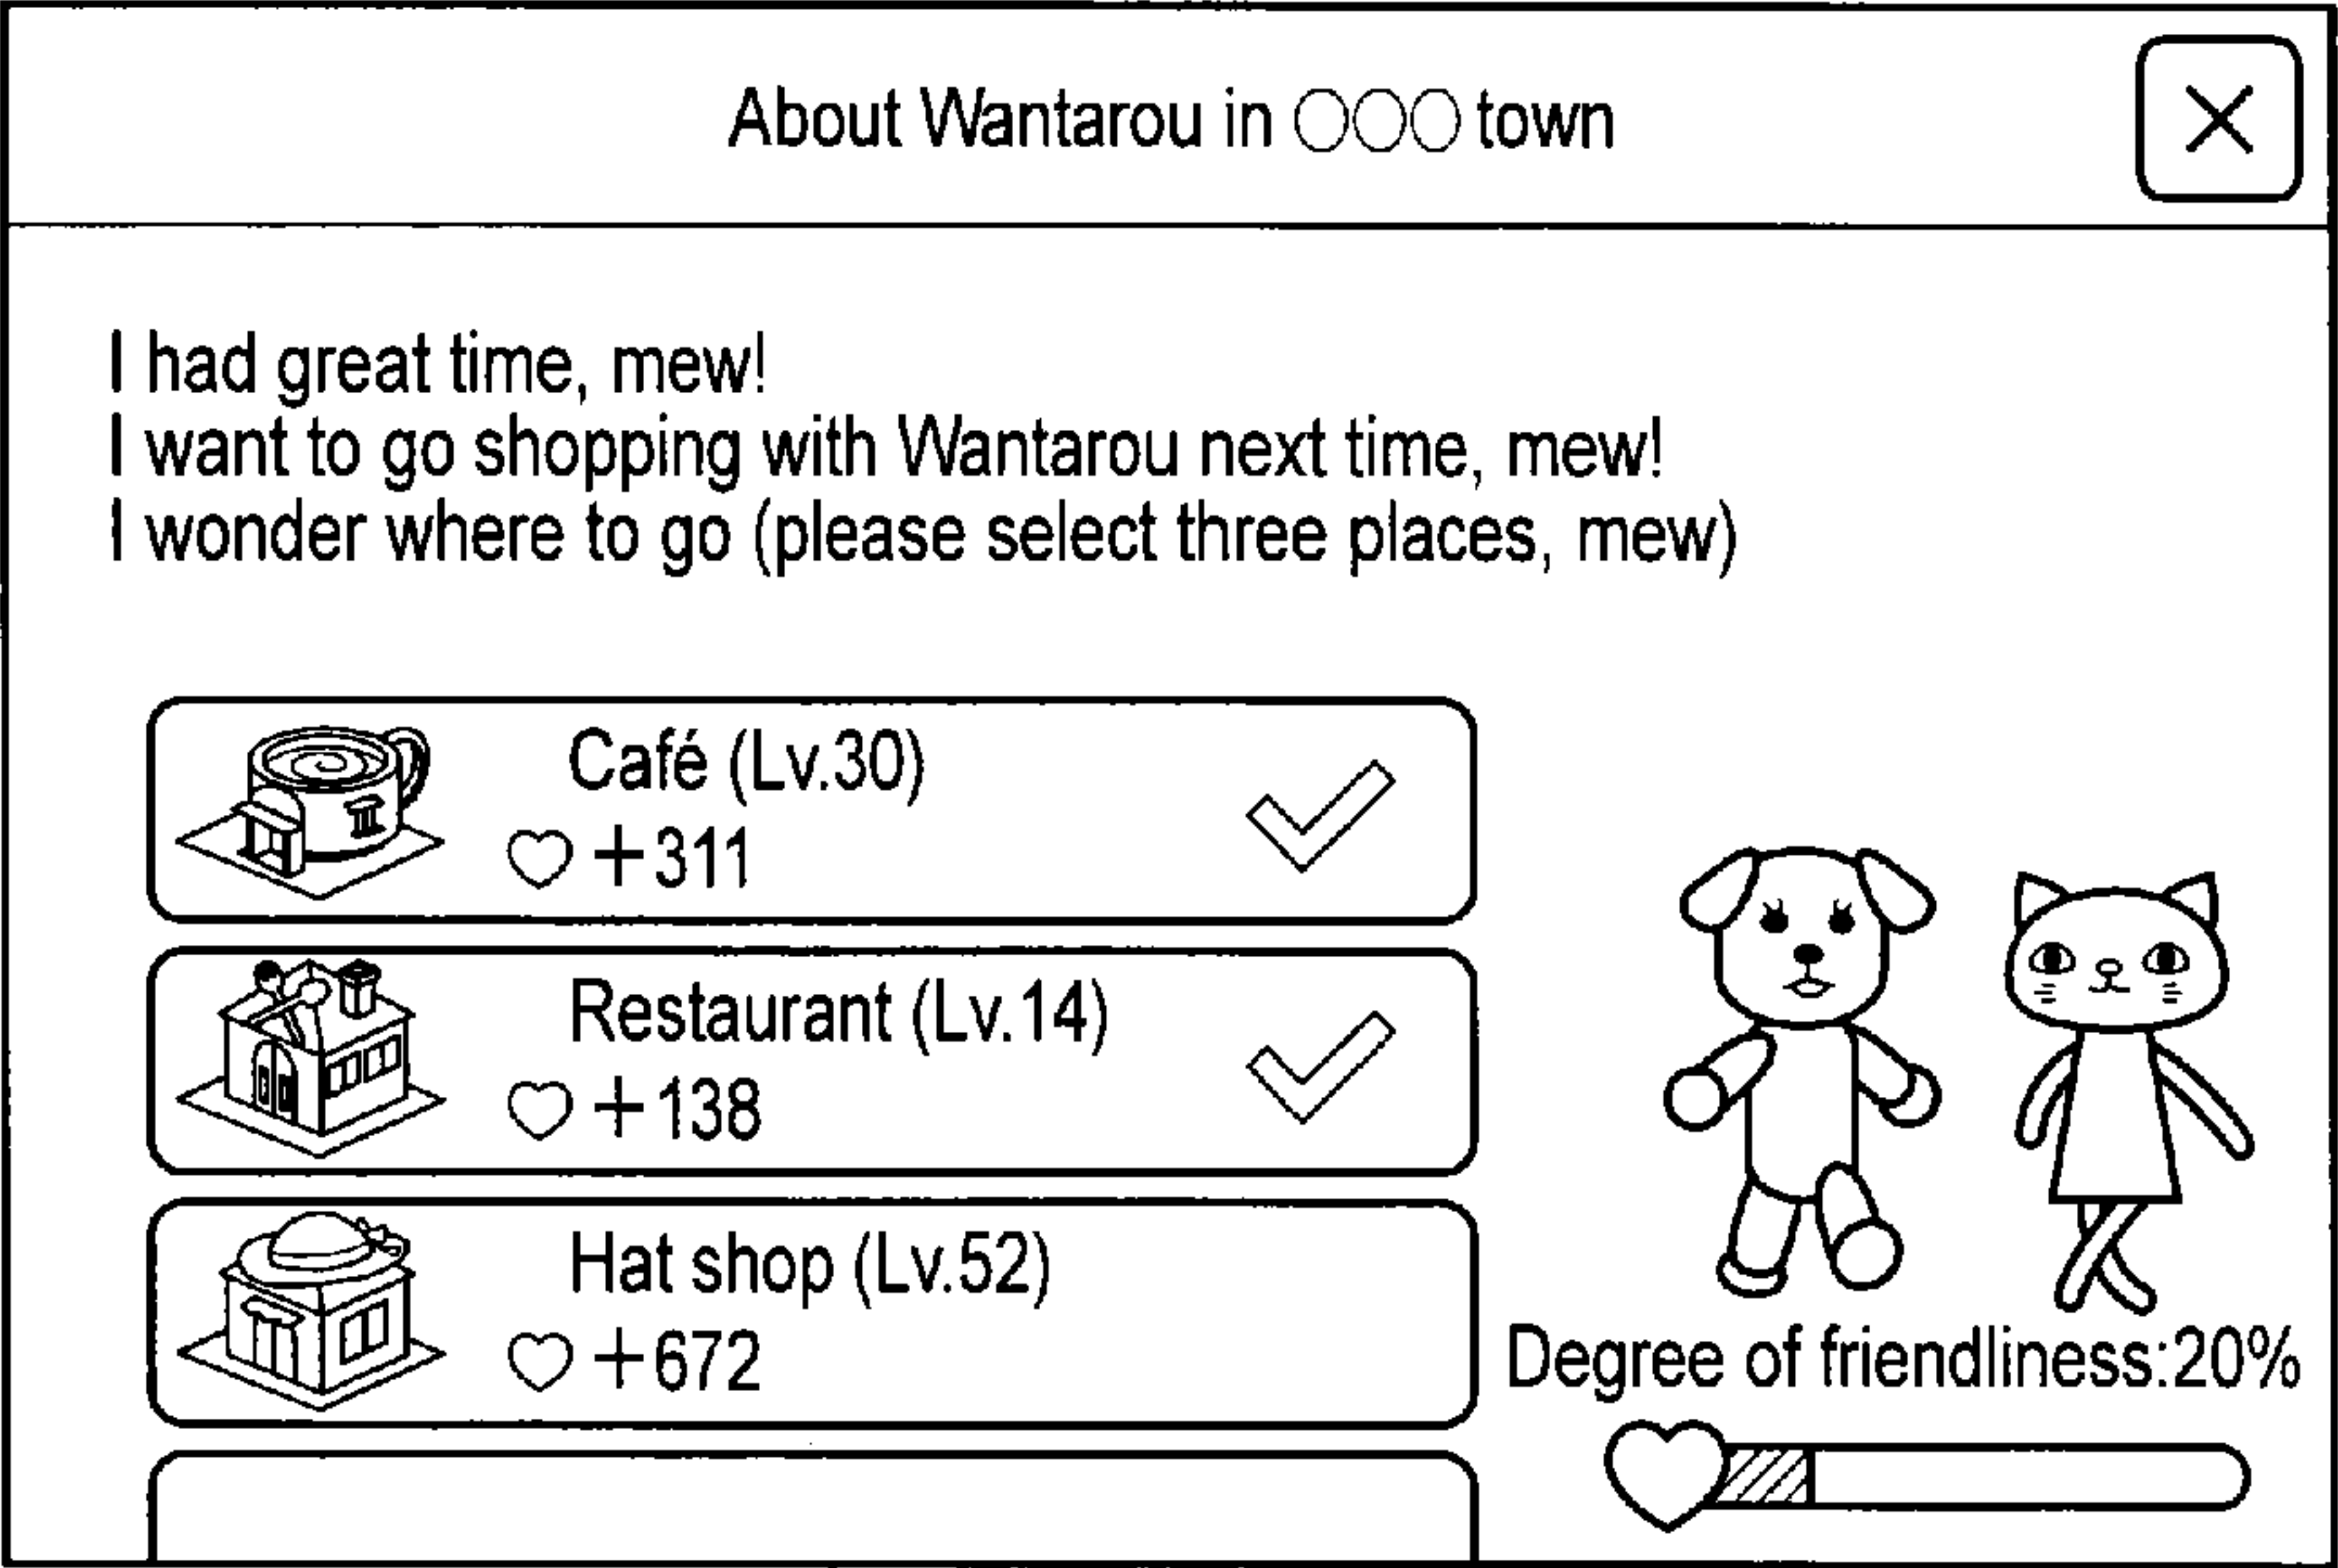 About Wantarou in ○○○ town
I had great time, mew!
I want to go shopping with Wantarou next time, mew!
I wonder where to go (please select three places, mew)
Café (Lv.30)
+311
Restaurant (Lv.14)
+138
Hat shop (Lv.52)
+672
Degree of friendliness:20%